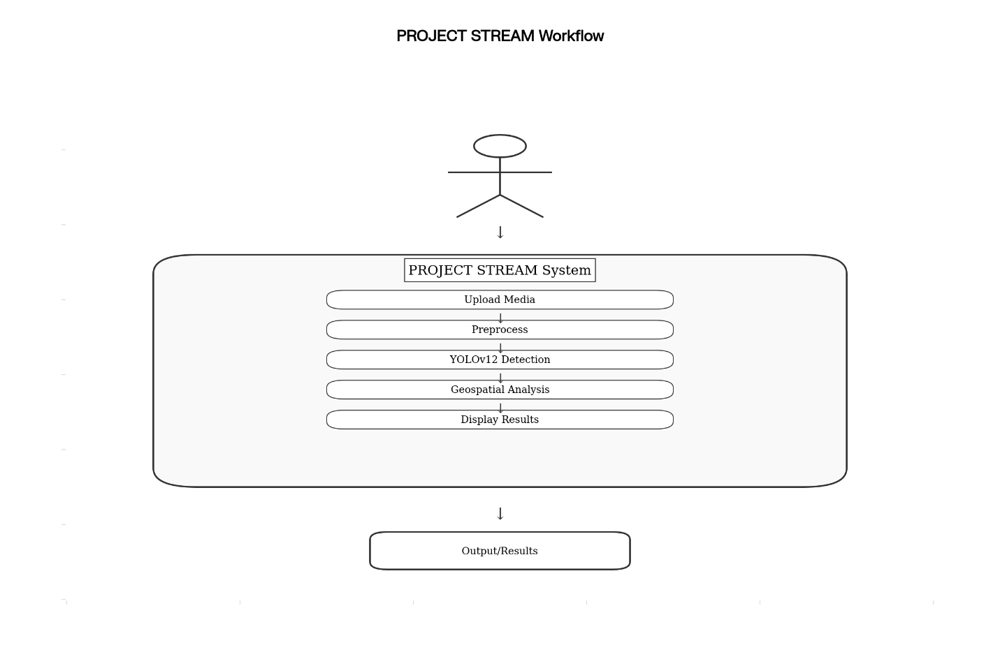 PROJECT STREAM Workflow
PROJECT STREAM System
Upload Media
Preprocess
YOLOv12 Detection
Geospatial Analysis
Display Results
Output/Results